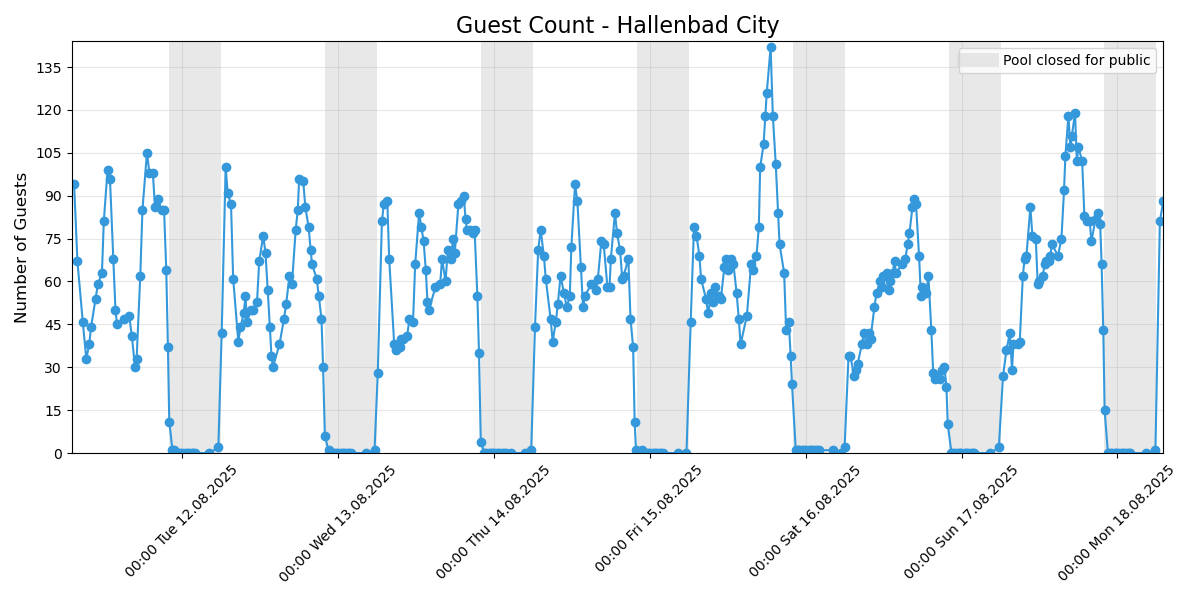 Guest Count - Hallenbad City
Pool closed for public
Number of Guests
135
120
105
90
75
60
45
30
15
0
00:00 Tue 12.08.2025
00:00 Wed 13.08.2025
00:00 Thu 14.08.2025
00:00 Fri 15.08.2025
00:00 Sat 16.08.2025
00:00 Sun 17.08.2025
00:00 Mon 18.08.2025